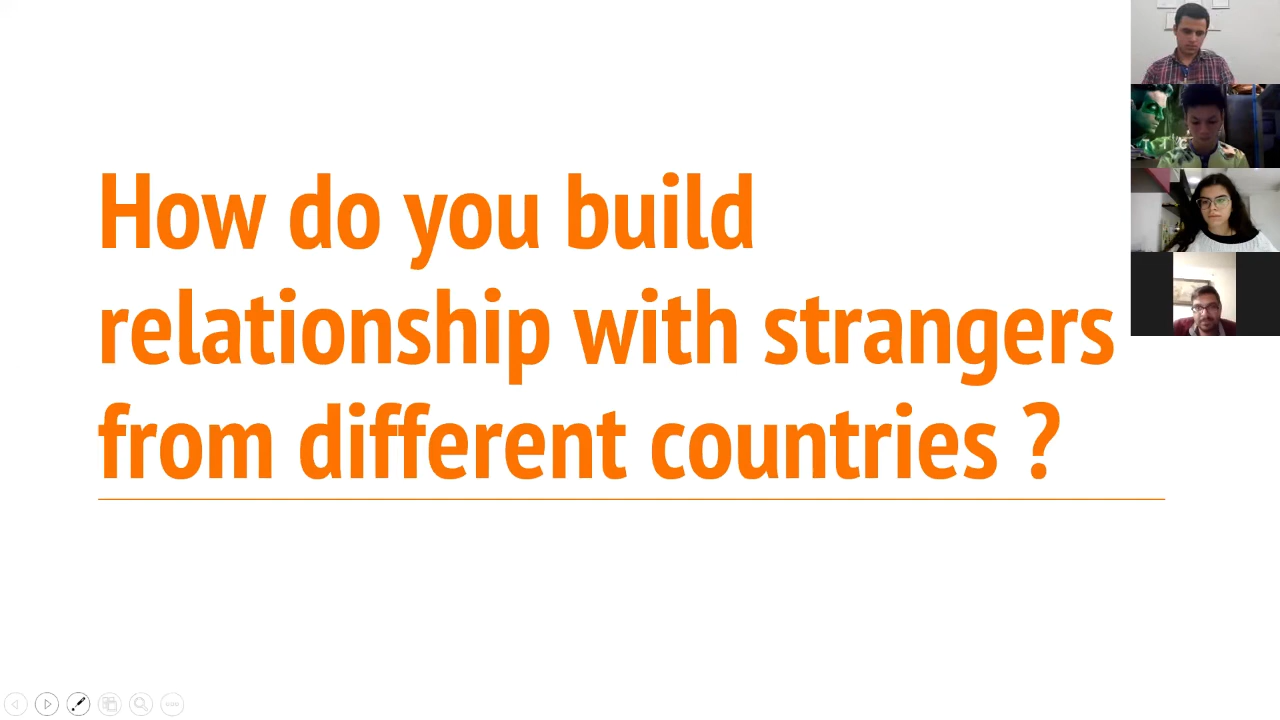 How do you build
relationship with strangers
from different countries ?